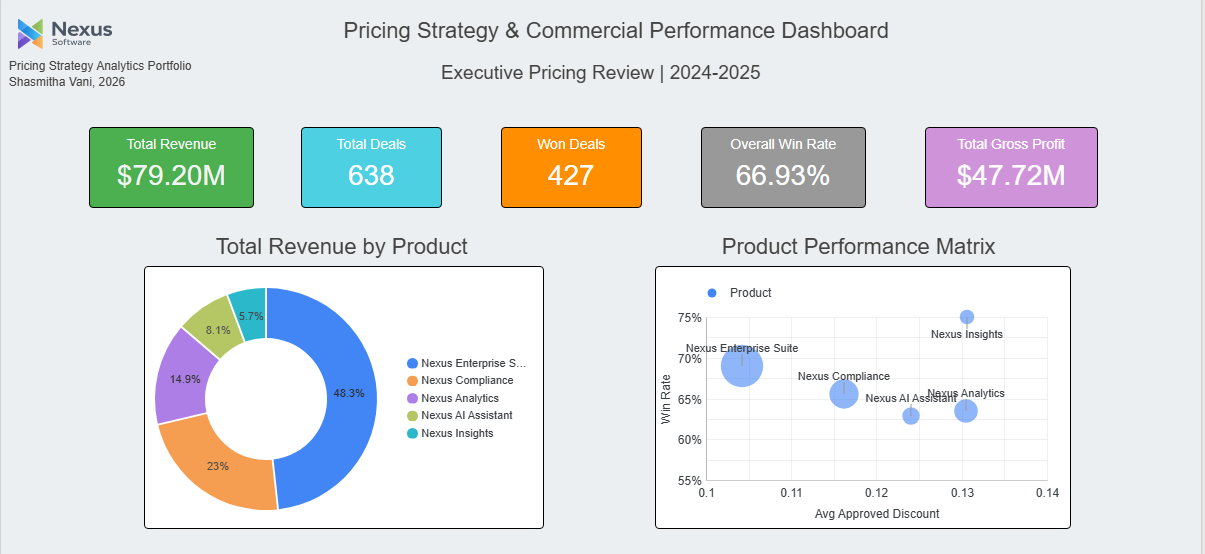 Nexus
Software
Pricing Strategy Analytics Portfolio
Shasmitha Vani, 2026
Pricing Strategy & Commercial Performance Dashboard
Executive Pricing Review | 2024-2025
Total Revenue
$79.20M
Total Deals
638
Won Deals
427
Overall Win Rate
66.93%
Total Gross Profit
$47.72M
Total Revenue by Product
5.7%
8.1%
14.9%
48.3%
23%
Nexus Enterprise S...
Nexus Compliance
Nexus Analytics
Nexus AI Assistant
Nexus Insights
Product Performance Matrix
Product
75%
70%
65%
60%
55%
Win Rate
Nexus Insights
Nexus Enterprise Suite
Nexus Compliance
Nexus Analytics
Nexus AI Assistant
0.1
0.11
0.12
0.13
0.14
Avg Approved Discount